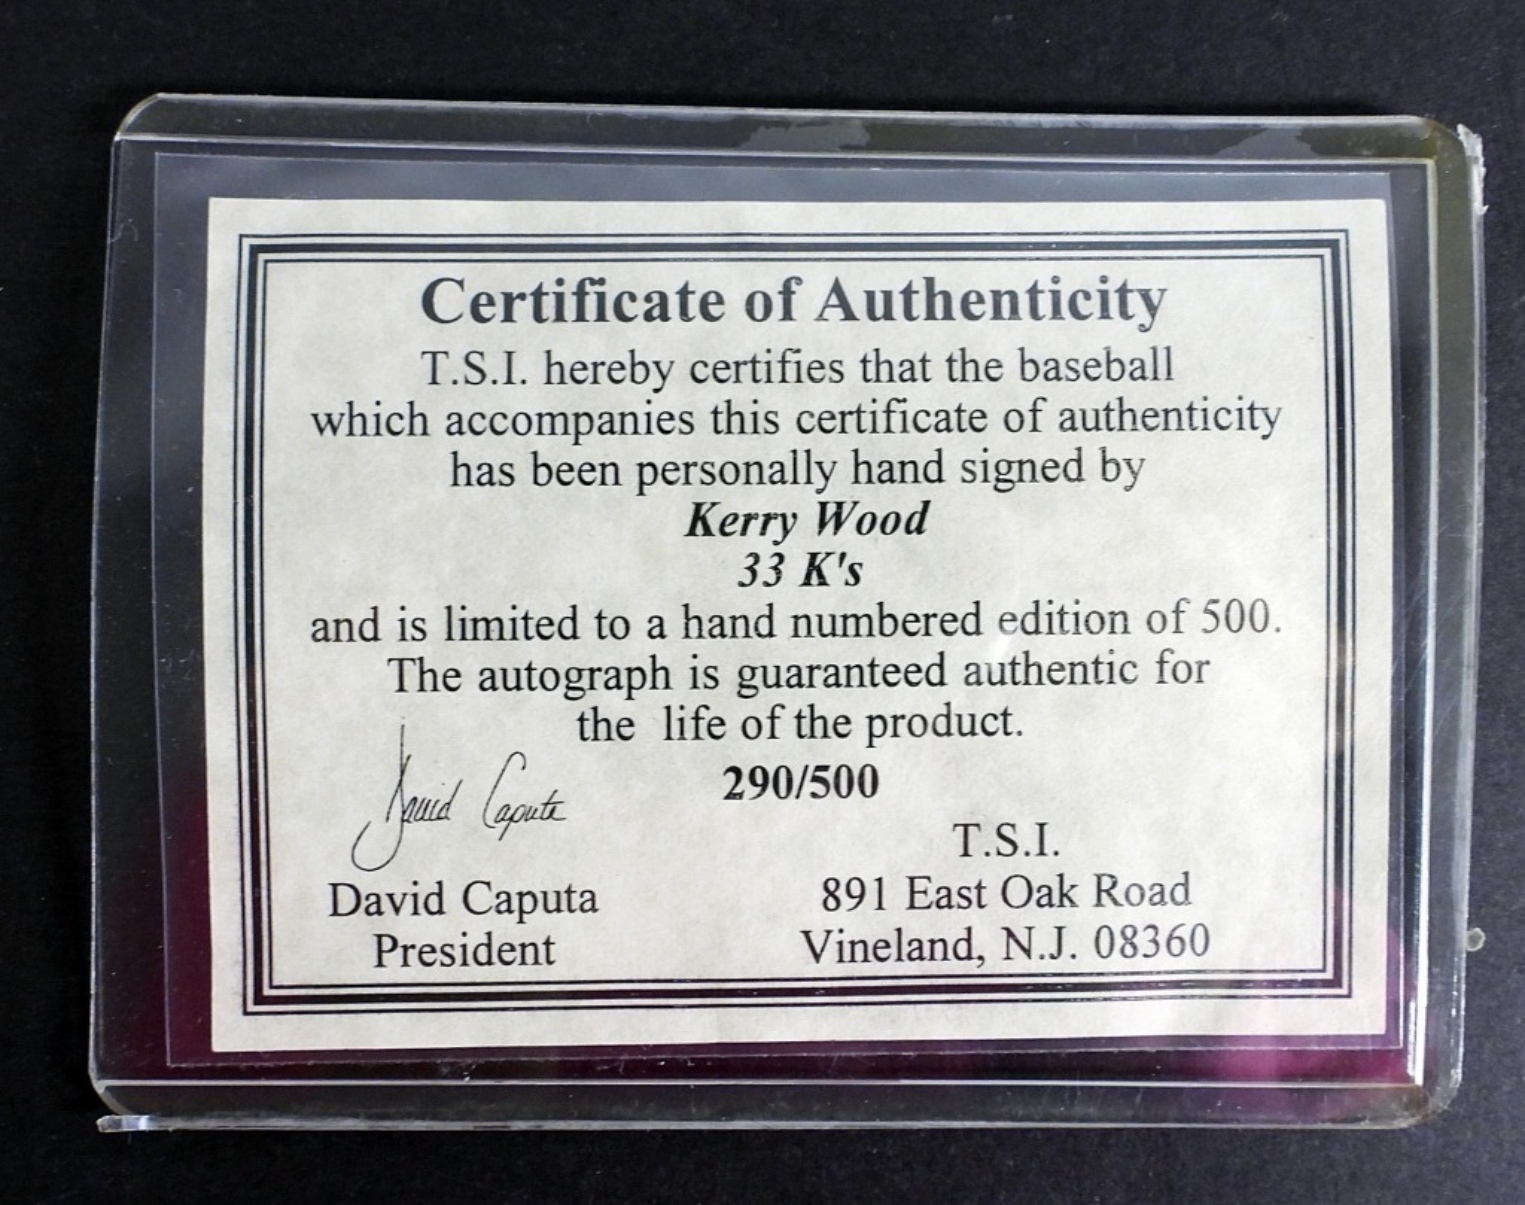 Certificate of Authenticity
T.S.I. hereby certifies that the baseball
which accompanies this certificate of authenticity
has been personally hand signed by
Kerry Wood
33 K's
and is limited to a hand numbered edition of 500.
The autograph is guaranteed authentic for
the life of the product.
290/500
David Caputa
David Caputa
President
T.S.I.
891 East Oak Road
Vineland, N.J. 08360